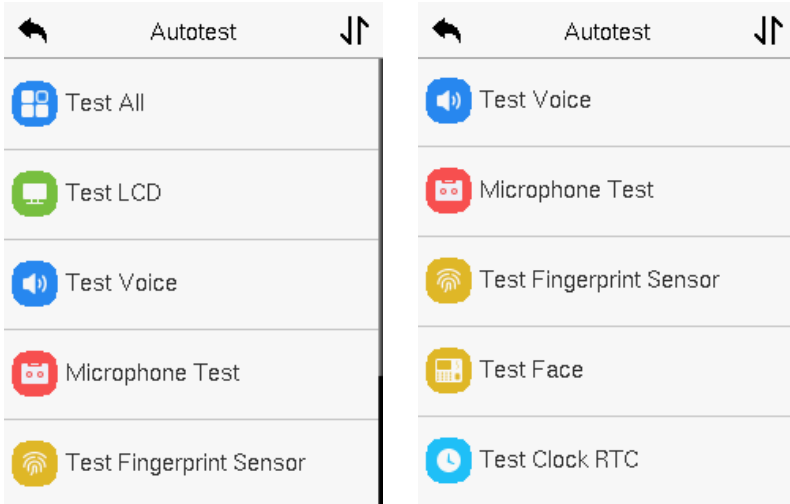 Autotest
Test All
Test LCD
Test Voice
Microphone Test
Test Fingerprint Sensor
Autotest
Test Voice
Microphone Test
Test Fingerprint Sensor
Test Face
Test Clock RTC